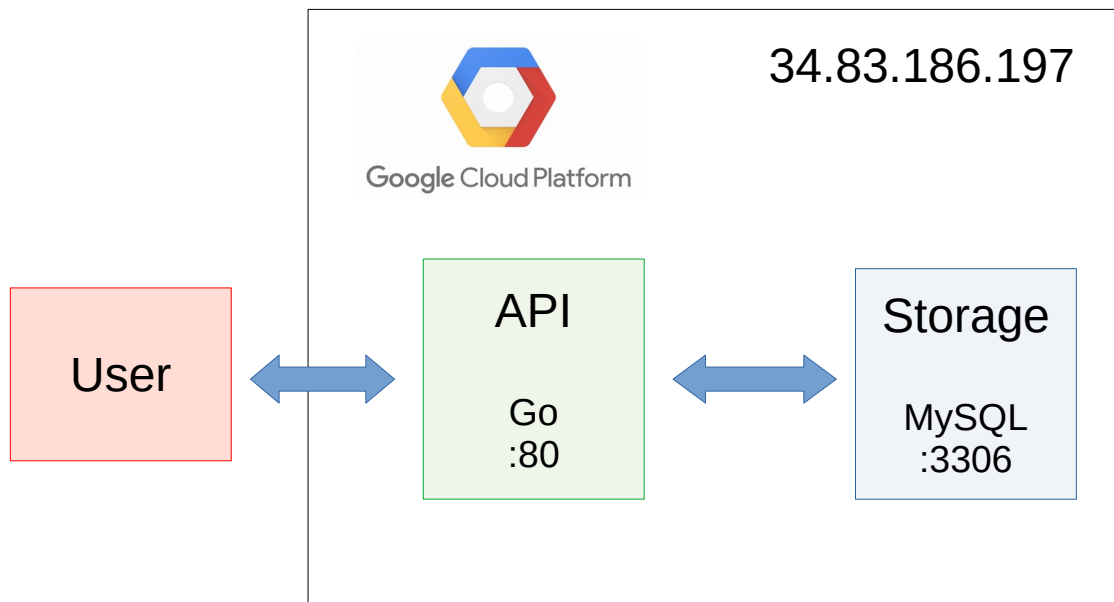 34.83.186.197
Google Cloud Platform
User
API
Go
:80
Storage
MySQL
:3306